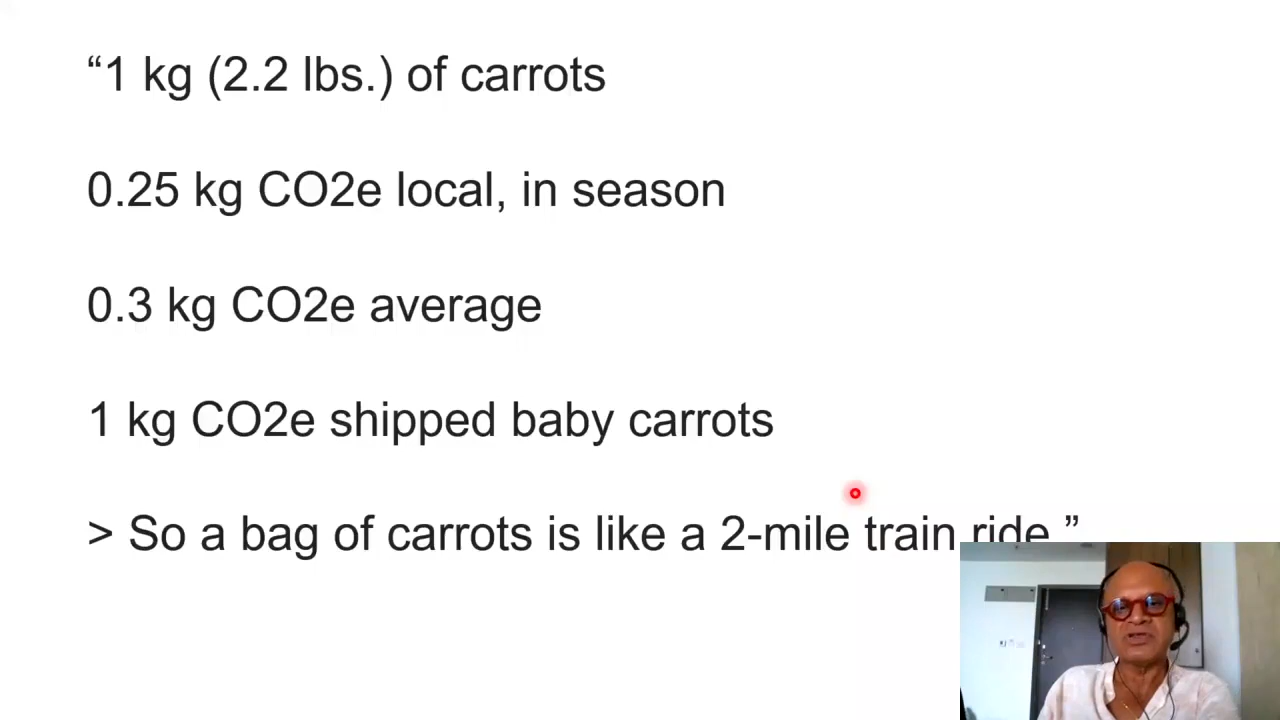 “1 kg (2.2 lbs.) of carrots
0.25 kg CO2e local, in season
0.3 kg CO2e average
1 kg CO2e shipped baby carrots
> So a bag of carrots is like a 2-mile train ride.”